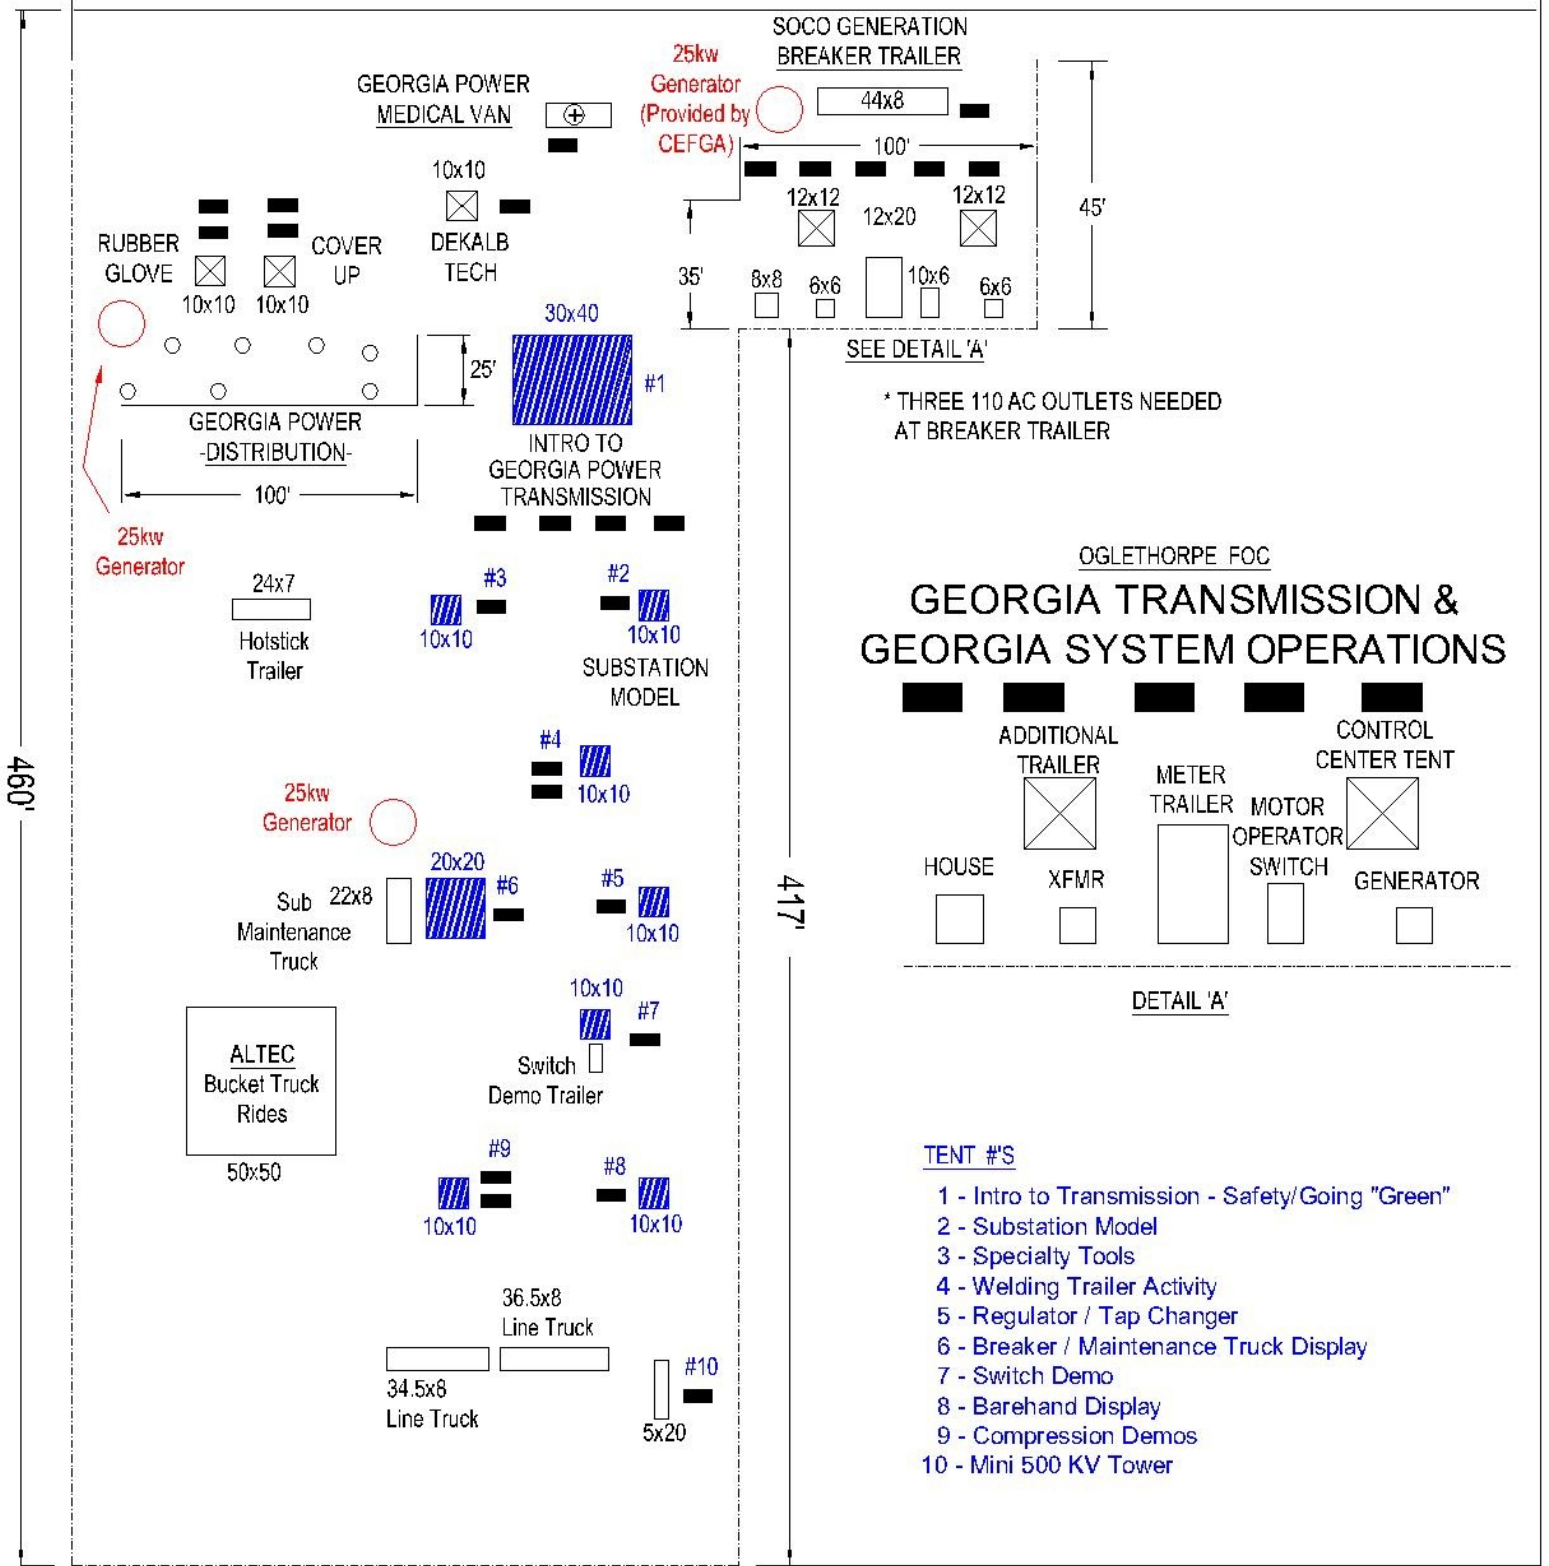 SOCO GENERATION
BREAKER TRAILER
25kw
Generator
(Provided by
CEFGA)
44x8
GEORGIA POWER
MEDICAL VAN
100'
45'
10x10
DEKALB
TECH
12x12
12x20
12x12
35'
8x8
6x6
10x6
6x6
SEE DETAIL 'A'
RUBBER
GLOVE
10x10
COVER
UP
10x10
25'
GEORGIA POWER
-DISTRIBUTION-
100'
25kw
Generator
30x40
#1
INTRO TO
GEORGIA POWER
TRANSMISSION
* THREE 110 AC OUTLETS NEEDED
AT BREAKER TRAILER
24x7
Hotstick
Trailer
#3
10x10
#2
10x10
SUBSTATION
MODEL
#4
10x10
460'
417'
25kw
Generator
20x20
#6
22x8
Sub
Maintenance
Truck
#5
10x10
10x10
#7
Switch
Demo Trailer
ALTEC
Bucket Truck
Rides
50x50
#9
10x10
#8
10x10
36.5x8
Line Truck
34.5x8
Line Truck
#10
5x20
OGLETHORPE FOC
GEORGIA TRANSMISSION &
GEORGIA SYSTEM OPERATIONS
ADDITIONAL
TRAILER
CONTROL
CENTER TENT
METER
TRAILER
MOTOR
OPERATOR
SWITCH
HOUSE
XFMR
GENERATOR
DETAIL 'A'
TENT #'S
1 - Intro to Transmission - Safety/Going "Green"
2 - Substation Model
3 - Specialty Tools
4 - Welding Trailer Activity
5 - Regulator / Tap Changer
6 - Breaker / Maintenance Truck Display
7 - Switch Demo
8 - Barehand Display
9 - Compression Demos
10 - Mini 500 KV Tower